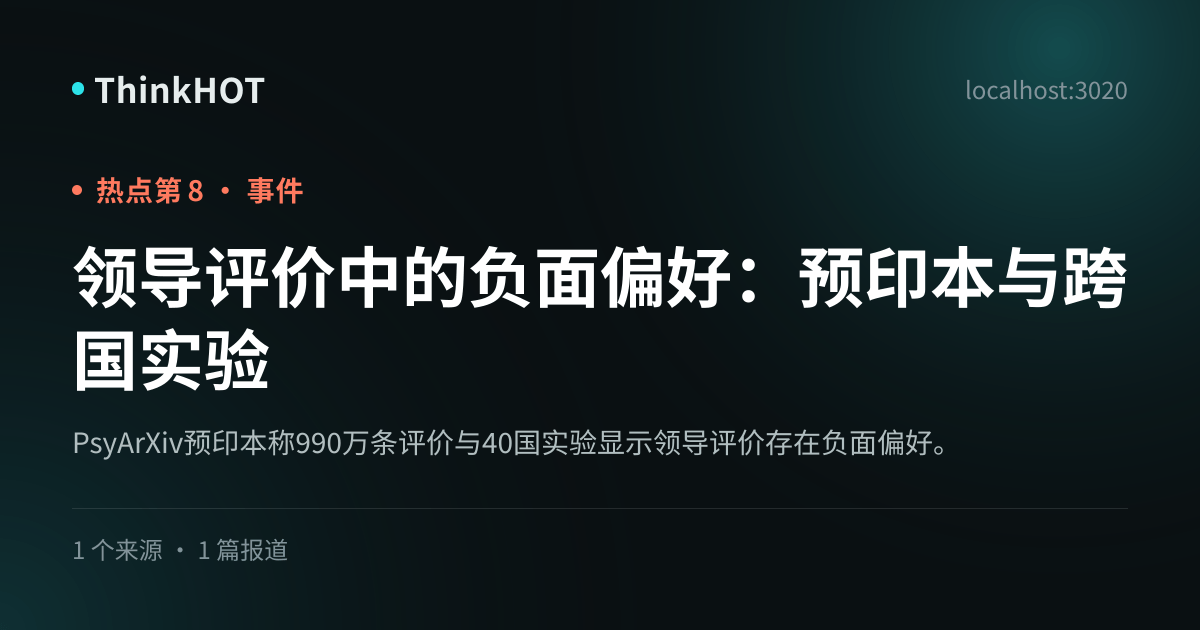 ThinkHOT
localhost:3020
热点第 8 · 事件
领导评价中的负面偏好：预印本与跨
国实验
PsyArXiv预印本称990万条评价与40国实验显示领导评价存在负面偏好。
1 个来源 · 1 篇报道